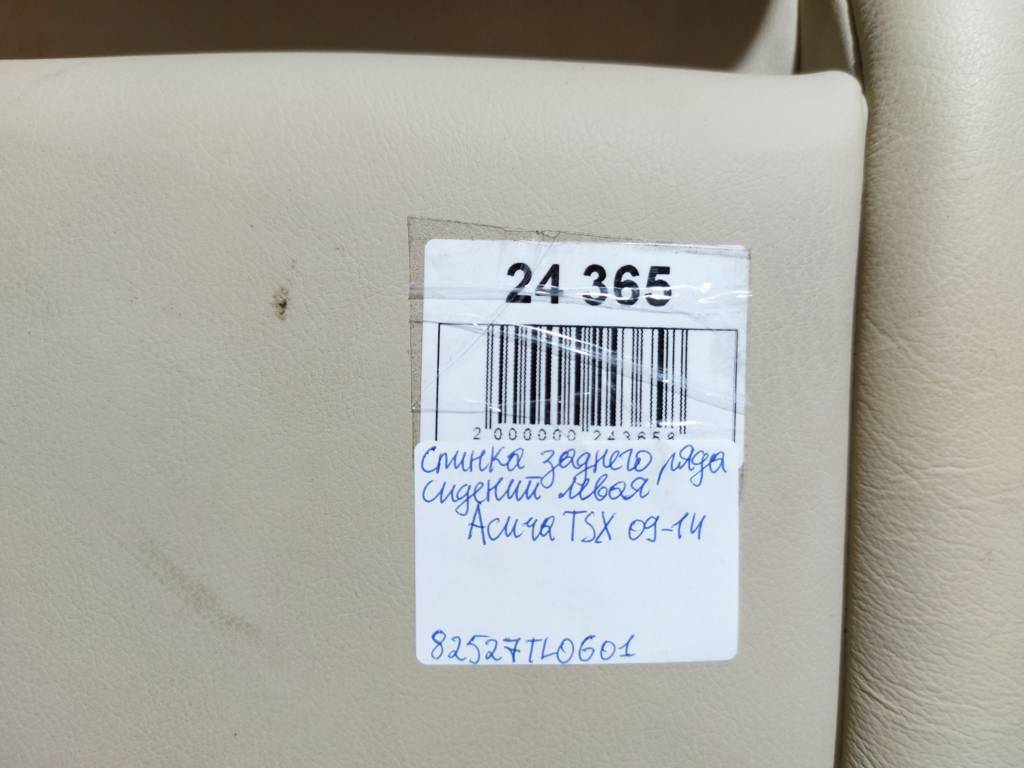 24 365
2 000000 243658
спинка заднего ряда
сидений левая
Acura TSX 09-14
82527TL0G01